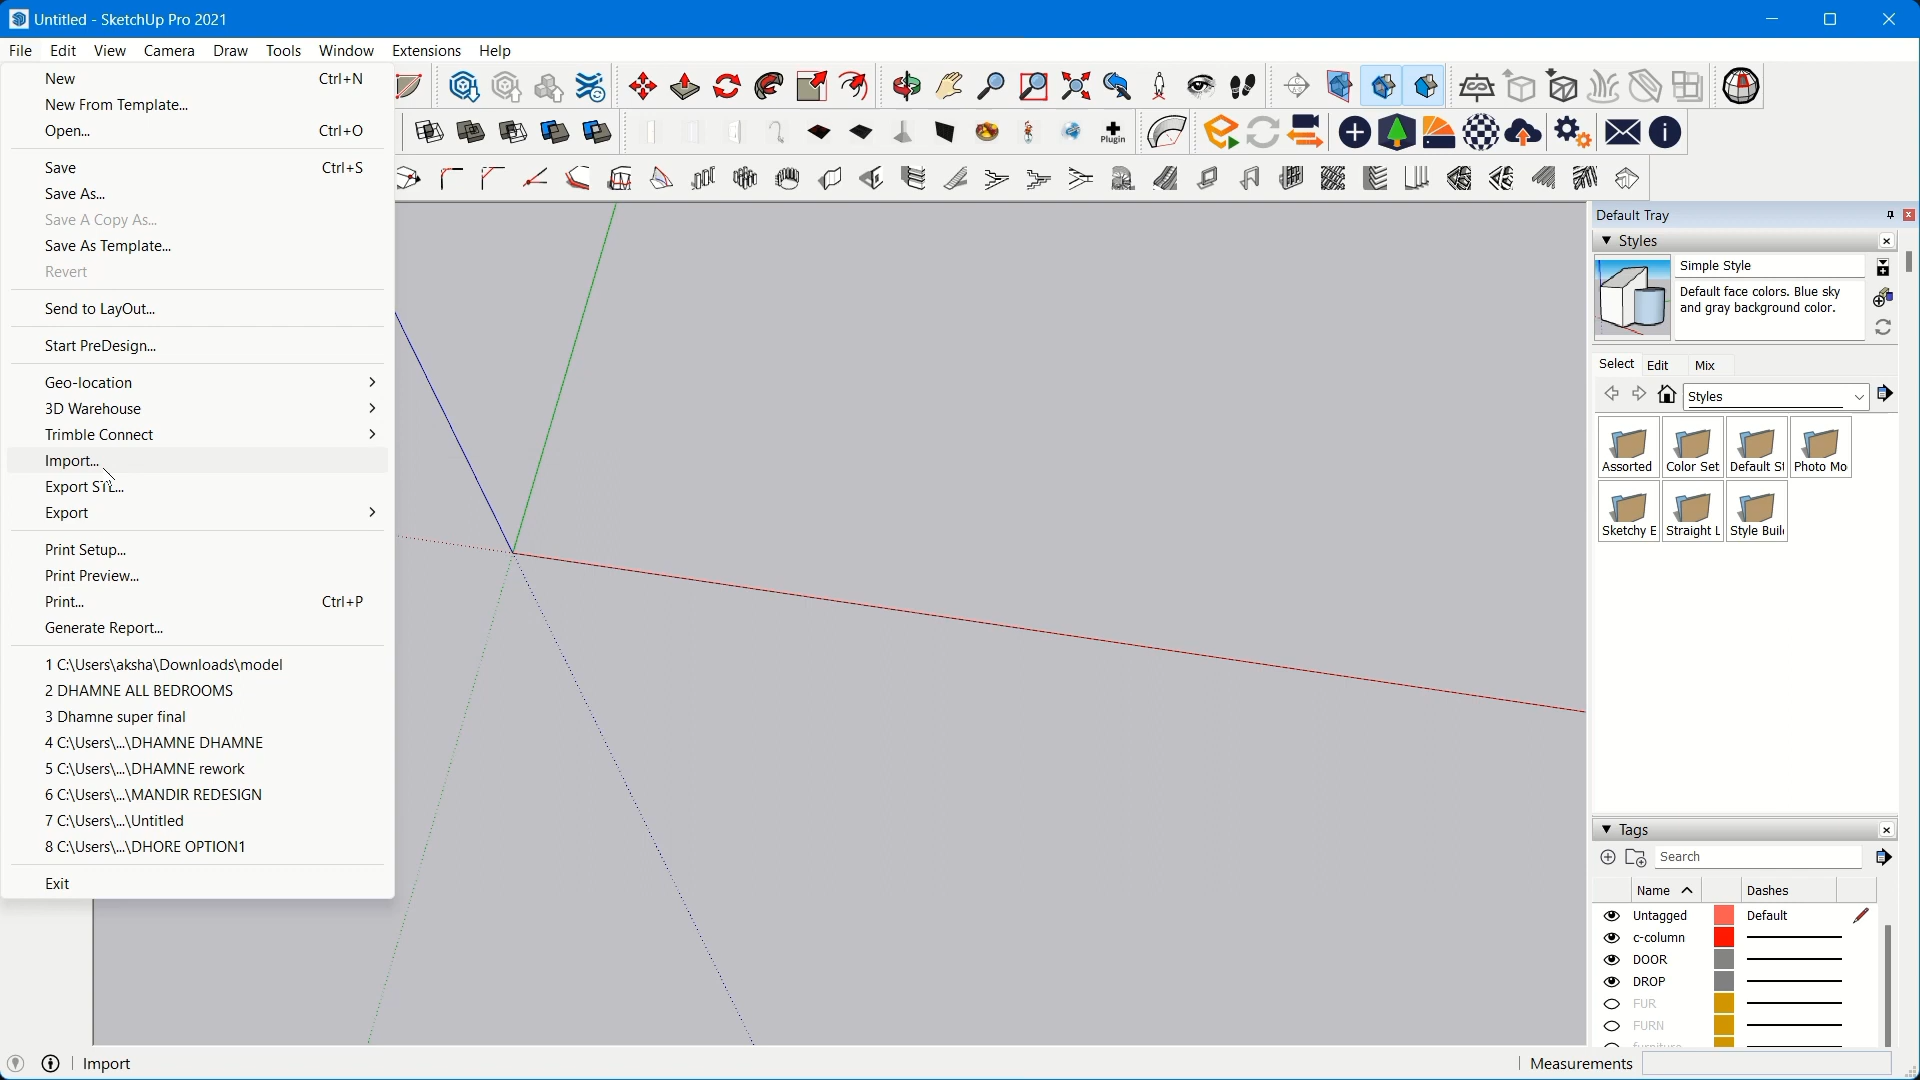 Untitled - SketchUp Pro 2021
File Edit View Camera Draw Tools Window Extensions Help
New Ctrl+N
New From Template...
Open... Ctrl+O
Save Ctrl+S
Save As...
Save A Copy As...
Save As Template...
Revert
Send to LayOut...
Start PreDesign...
Geo-location
3D Warehouse
Trimble Connect
Import...
Export STL...
Export
Print Setup...
Print Preview...
Print... Ctrl+P
Generate Report...
1 C:\Users\aksha\Downloads\model
2 DHAMNE ALL BEDROOMS
3 Dhamne super final
4 C:\Users\...\DHAMNE DHAMNE
5 C:\Users\...\DHAMNE rework
6 C:\Users\...\MANDIR REDESIGN
7 C:\Users\...\Untitled
8 C:\Users\...\DHORE OPTION1
Exit
Plugin
Default Tray
Styles
Simple Style
Default face colors. Blue sky
and gray background color.
Select Edit Mix
Styles
Assorted Color Set Default St Photo Mo
Sketchy E Straight L Style Buil
Tags
Search
Name Dashes
Untagged Default
c-column
DOOR
DROP
FUR
FURN
furniture
Import
Measurements